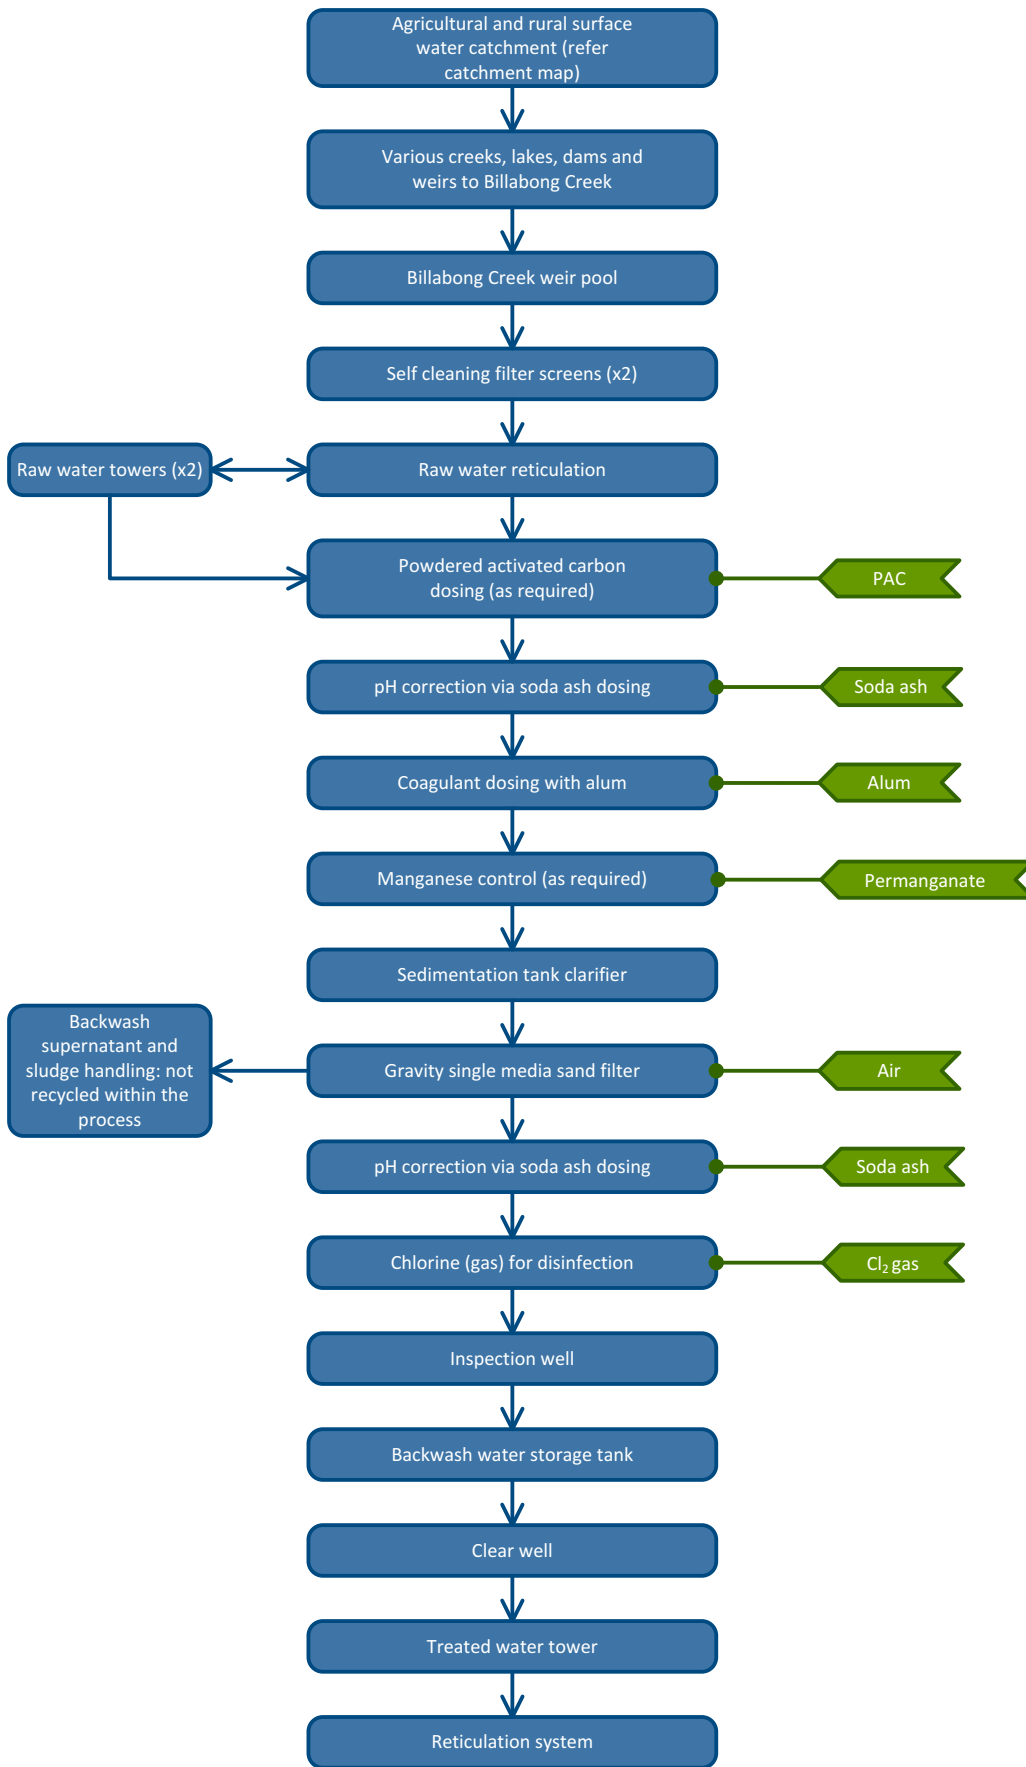 Agricultural and rural surface
water catchment (refer
catchment map)
Various creeks, lakes, dams and
weirs to Billabong Creek
Billabong Creek weir pool
Self cleaning filter screens (x2)
Raw water towers (x2)
Raw water reticulation
Powdered activated carbon
dosing (as required)
PAC
pH correction via soda ash dosing
Soda ash
Coagulant dosing with alum
Alum
Manganese control (as required)
Permanganate
Sedimentation tank clarifier
Backwash
supernatant and
sludge handling: not
recycled within the
process
Gravity single media sand filter
Air
pH correction via soda ash dosing
Soda ash
Chlorine (gas) for disinfection
Cl₂ gas
Inspection well
Backwash water storage tank
Clear well
Treated water tower
Reticulation system